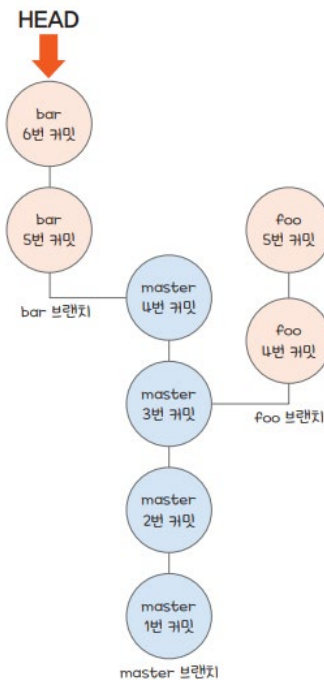 HEAD
bar
6번 커밋
bar
5번 커밋
bar 브랜치
foo
5번 커밋
foo
4번 커밋
foo 브랜치
master
4번 커밋
master
3번 커밋
master
2번 커밋
master
1번 커밋
master 브랜치